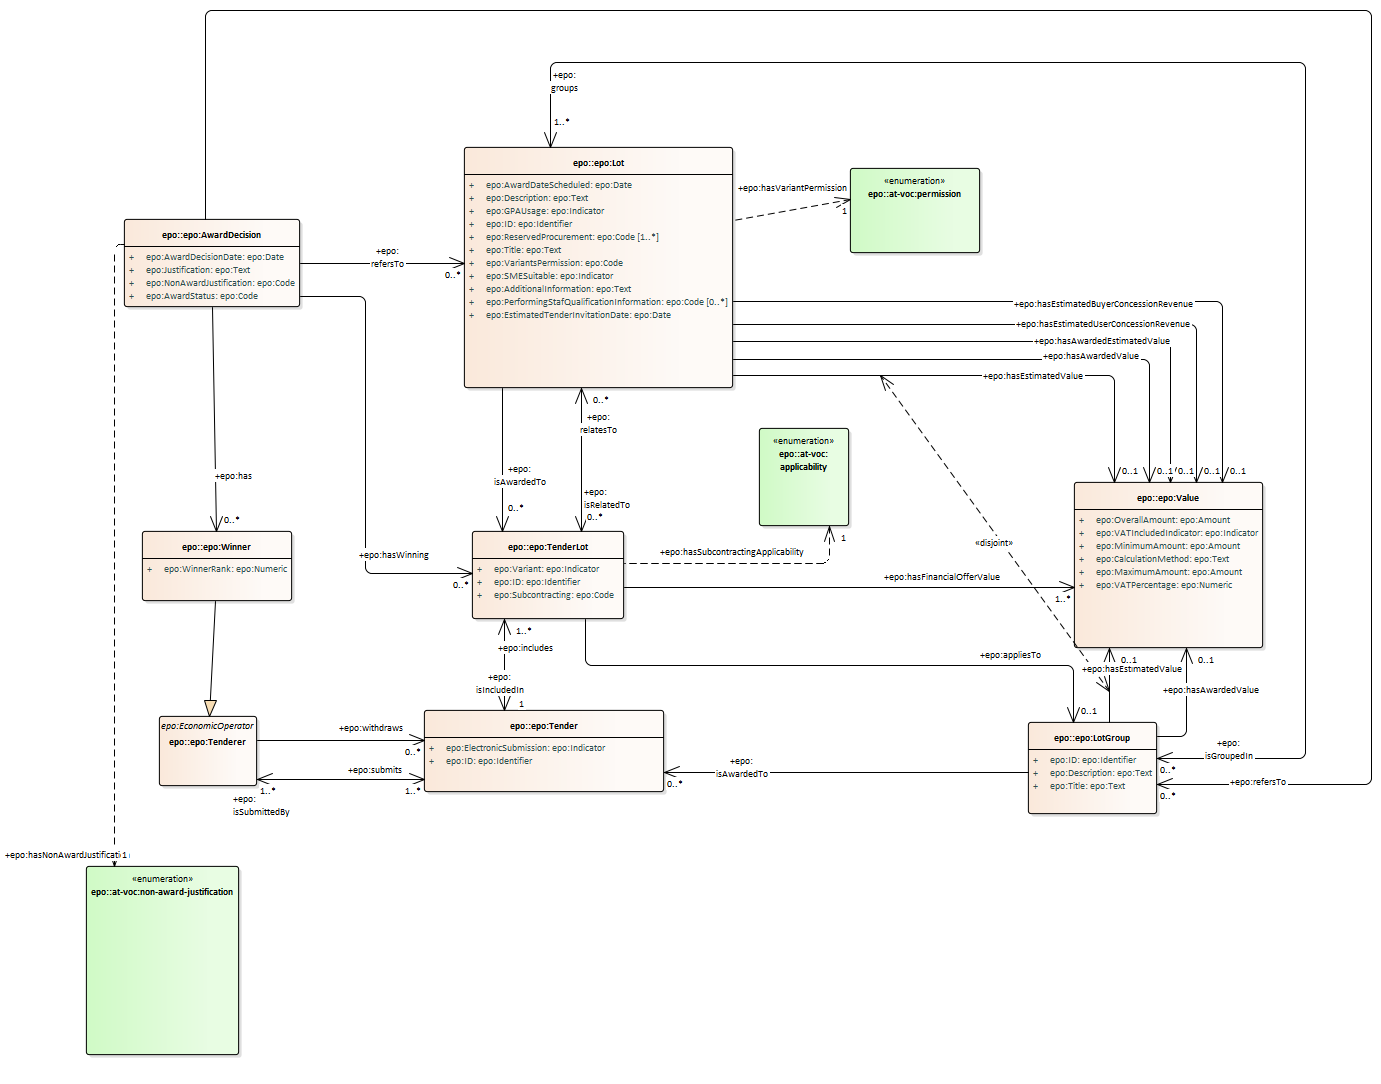 +epo:
groups
1..*
epo::epo:Lot
+ epo:AwardDateScheduled: epo:Date
+ epo:Description: epo:Text
+ epo:GPAUsage: epo:Indicator
+ epo:ID: epo:Identifier
+ epo:ReservedProcurement: epo:Code [1..*]
+ epo:Title: epo:Text
+ epo:VariantsPermission: epo:Code
+ epo:SMESuitable: epo:Indicator
+ epo:AdditionalInformation: epo:Text
+ epo:PerformingStafQualificationInformation: epo:Code [0..*]
+ epo:EstimatedTenderInvitationDate: epo:Date
+epo:hasVariantPermission
1
«enumeration»
epo::at-voc:permission
epo::epo:AwardDecision
+ epo:AwardDecisionDate: epo:Date
+ epo:Justification: epo:Text
+ epo:NonAwardJustification: epo:Code
+ epo:AwardStatus: epo:Code
+epo:
refersTo
0..*
+epo:hasEstimatedBuyerConcessionRevenue
+epo:hasEstimatedUserConcessionRevenue
+epo:hasAwardedEstimatedValue
+epo:hasAwardedValue
+epo:hasEstimatedValue
0..*
+epo:
relatesTo
«enumeration»
epo::at-voc:
applicability
1
+epo:has
0..*
+epo:
isAwardedTo
0..*
+epo:
isRelatedTo
0..*
0..1
0..1
0..1
0..1
0..1
epo::epo:Value
+ epo:OverallAmount: epo:Amount
+ epo:VATIncludedIndicator: epo:Indicator
+ epo:MinimumAmount: epo:Amount
+ epo:CalculationMethod: epo:Text
+ epo:MaximumAmount: epo:Amount
+ epo:VATPercentage: epo:Numeric
«disjoint»
epo::epo:Winner
+ epo:WinnerRank: epo:Numeric
+epo:hasWinning
0..*
epo::epo:TenderLot
+ epo:Variant: epo:Indicator
+ epo:ID: epo:Identifier
+ epo:Subcontracting: epo:Code
+epo:hasSubcontractingApplicability
+epo:hasFinancialOfferValue
1..*
1..*
+epo:includes
+epo:
isIncludedIn
1
+epo:appliesTo
0..1
0..1
+epo:hasEstimatedValue
0..1
+epo:hasAwardedValue
epo:EconomicOperator
epo::epo:Tenderer
+epo:withdraws
0..*
+epo:submits
1..*
1..*
+epo:
isSubmittedBy
epo::epo:Tender
+ epo:ElectronicSubmission: epo:Indicator
+ epo:ID: epo:Identifier
+epo:
isAwardedTo
0..*
epo::epo:LotGroup
+ epo:ID: epo:Identifier
+ epo:Description: epo:Text
+ epo:Title: epo:Text
+epo:
isGroupedIn
0..*
+epo:refersTo
0..*
1
«enumeration»
epo::at-voc:non-award-justification